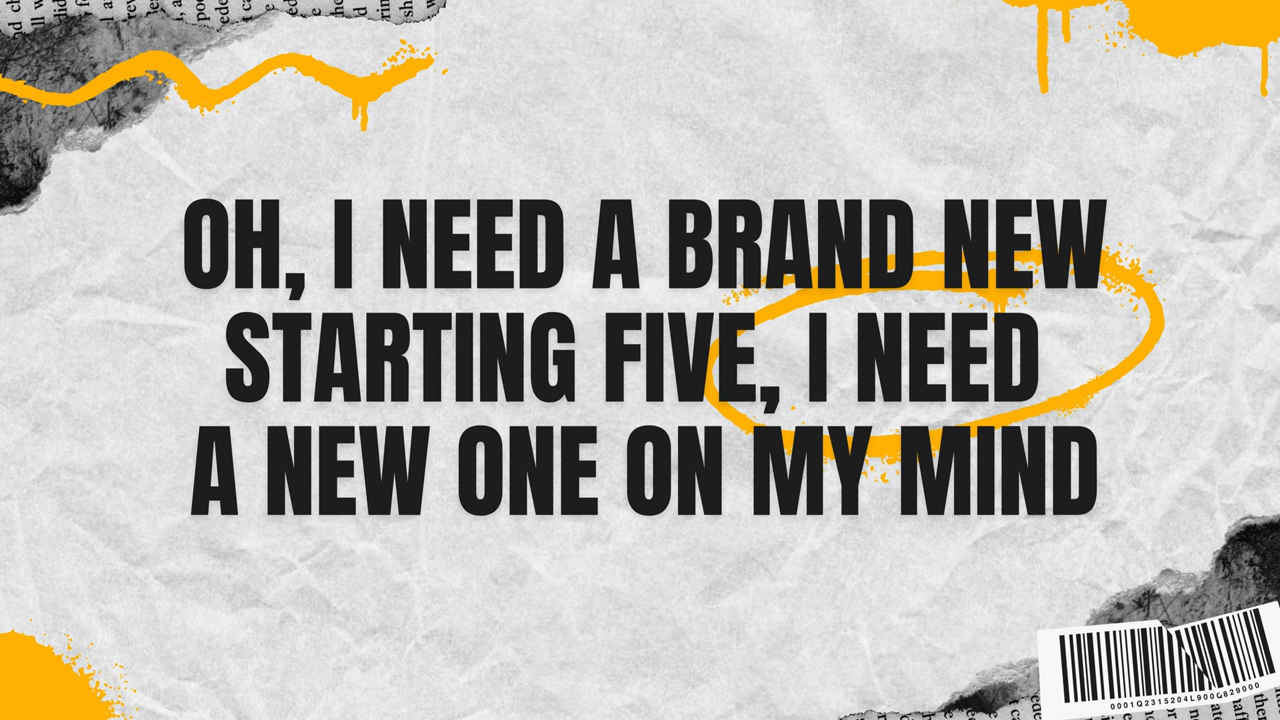 OH, I NEED A BRAND NEW
STARTING FIVE, I NEED
A NEW ONE ON MY MIND